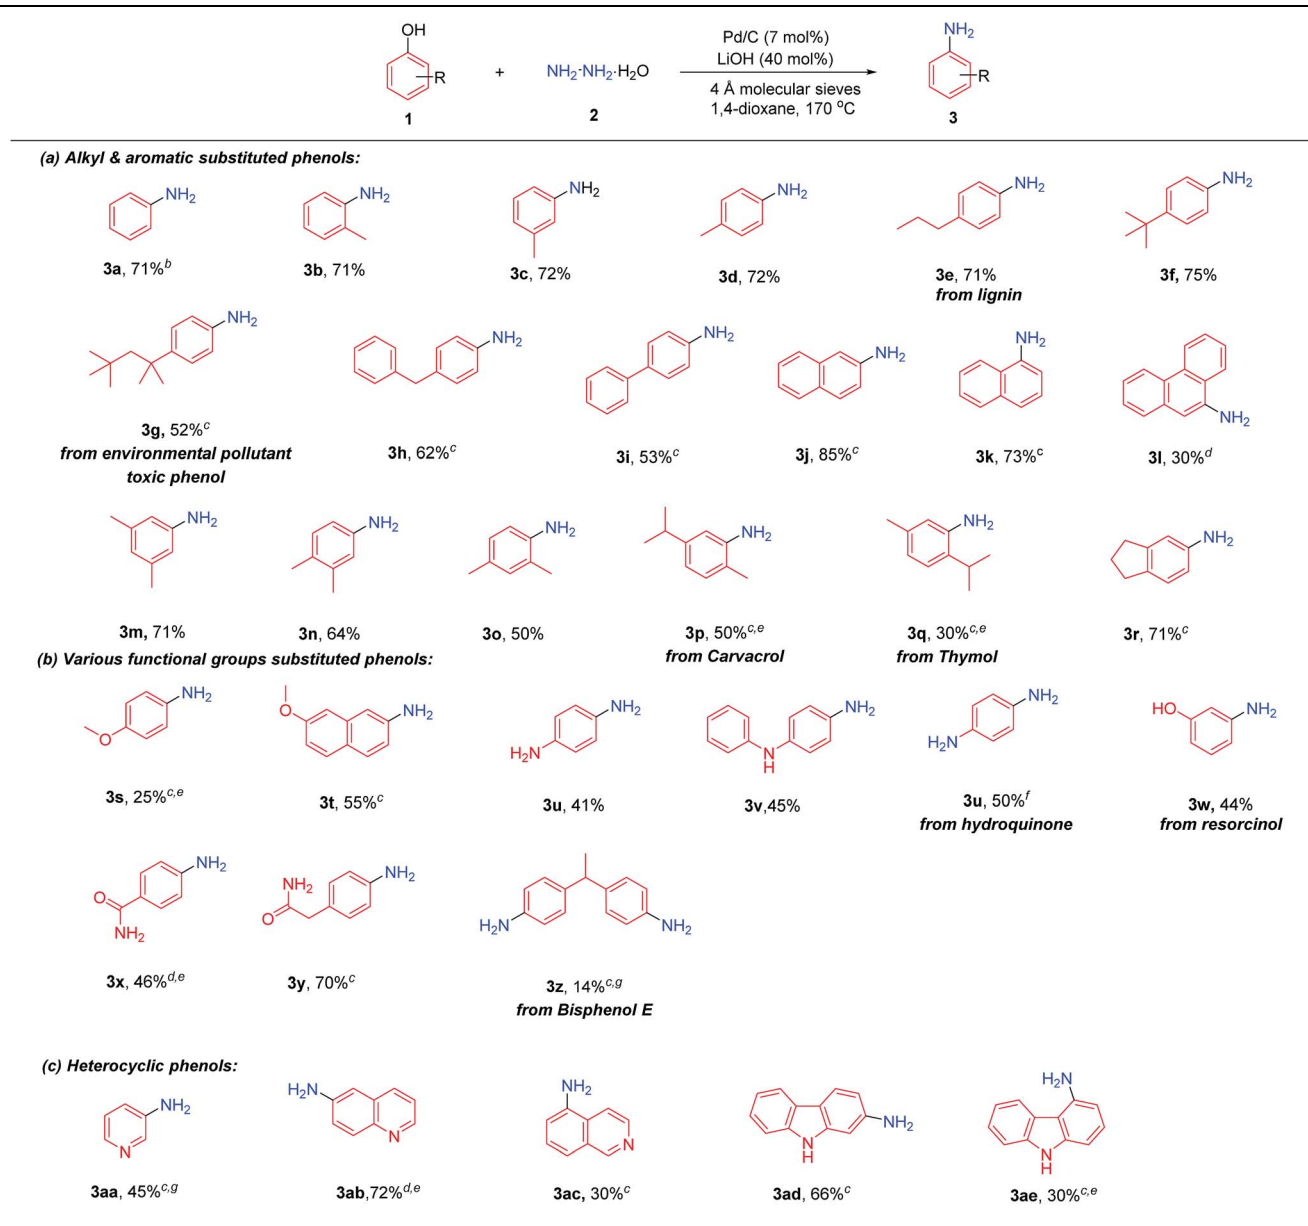 OH
R
1
+
NH2-NH2·H2O
2
Pd/C (7 mol%)
LiOH (40 mol%)
4 Å molecular sieves
1,4-dioxane, 170 °C
NH2
R
3
(a) Alkyl & aromatic substituted phenols:
NH2 NH2 NH2 NH2 NH2 NH2
3a, 71%b 3b, 71% 3c, 72% 3d, 72% 3e, 71% 3f, 75%
from lignin
NH2 NH2 NH2 NH2 NH2 NH2
3g, 52%c 3h, 62%c 3i, 53%c 3j, 85%c 3k, 73%c 3l, 30%d
from environmental pollutant
toxic phenol
NH2 NH2 NH2 NH2 NH2 NH2
3m, 71% 3n, 64% 3o, 50% 3p, 50%c,e 3q, 30%c,e 3r, 71%c
from Carvacrol from Thymol
(b) Various functional groups substituted phenols:
NH2 O NH2 O NH2 H2N NH2 N H NH2 H2N NH2 HO NH2
3s, 25%c,e 3t, 55%c 3u, 41% 3v,45% 3u, 50%f 3w, 44%
from hydroquinone from resorcinol
NH2 O NH2 NH2 NH2 O H2N NH2
3x, 46%d,e 3y, 70%c 3z, 14%c,g
from Bisphenol E
(c) Heterocyclic phenols:
NH2 N H2N N NH2 N NH2 N H H2N N H
3aa, 45%c,g 3ab,72%d,e 3ac, 30%c 3ad, 66%c 3ae, 30%c,e